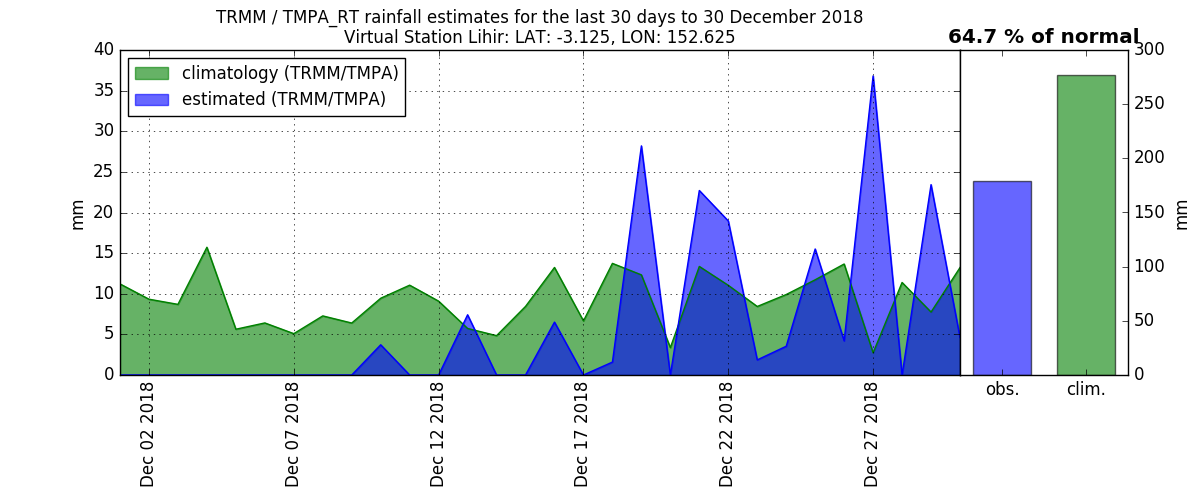 TRMM / TMPA_RT rainfall estimates for the last 30 days to 30 December 2018
Virtual Station Lihir: LAT: -3.125, LON: 152.625
64.7 % of normal
climatology (TRMM/TMPA)
estimated (TRMM/TMPA)
40
35
30
25
20
15
10
5
0
mm
Dec 02 2018
Dec 07 2018
Dec 12 2018
Dec 17 2018
Dec 22 2018
Dec 27 2018
obs.
clim.
300
250
200
150
100
50
0
mm